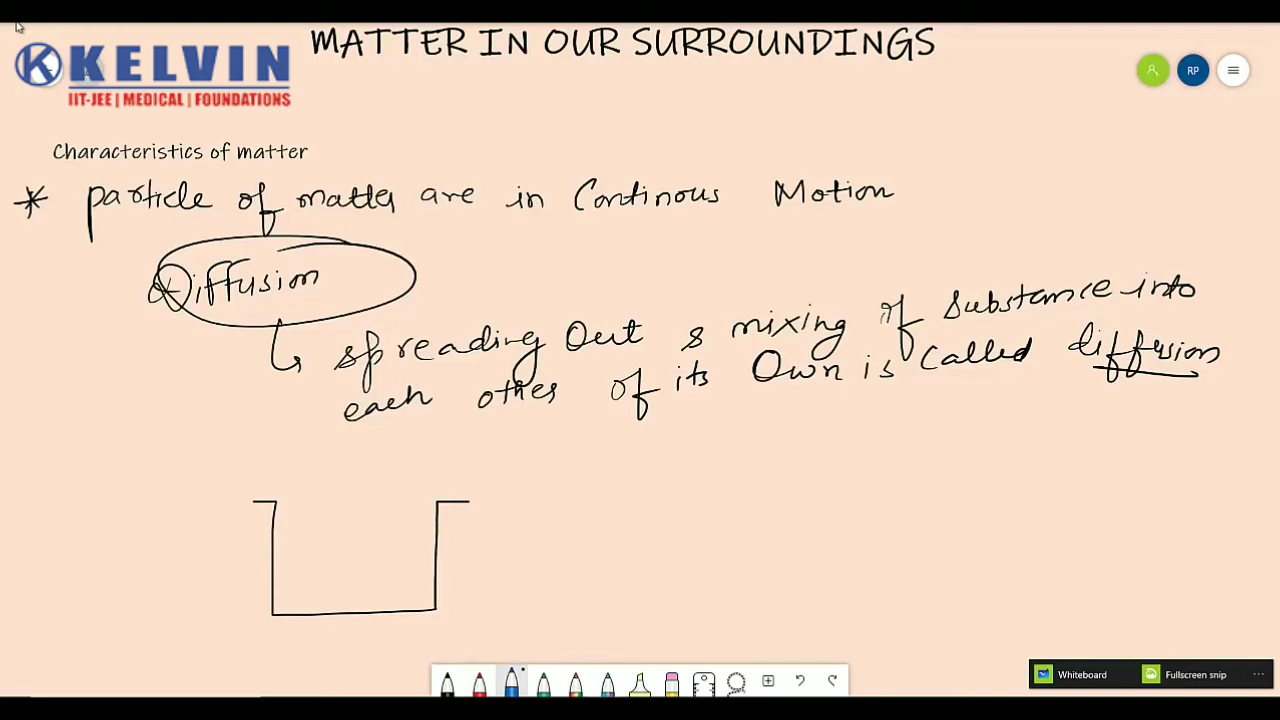 MATTER IN OUR SURROUNDINGS
KELVIN
IIT-JEE | MEDICAL | FOUNDATIONS
RP
Characteristics of matter
* particle of matter are in Continous Motion
* Diffusion
↳ spreading Out & mixing of Substance into
each other of its Own is called diffusion
Whiteboard
Fullscreen snip